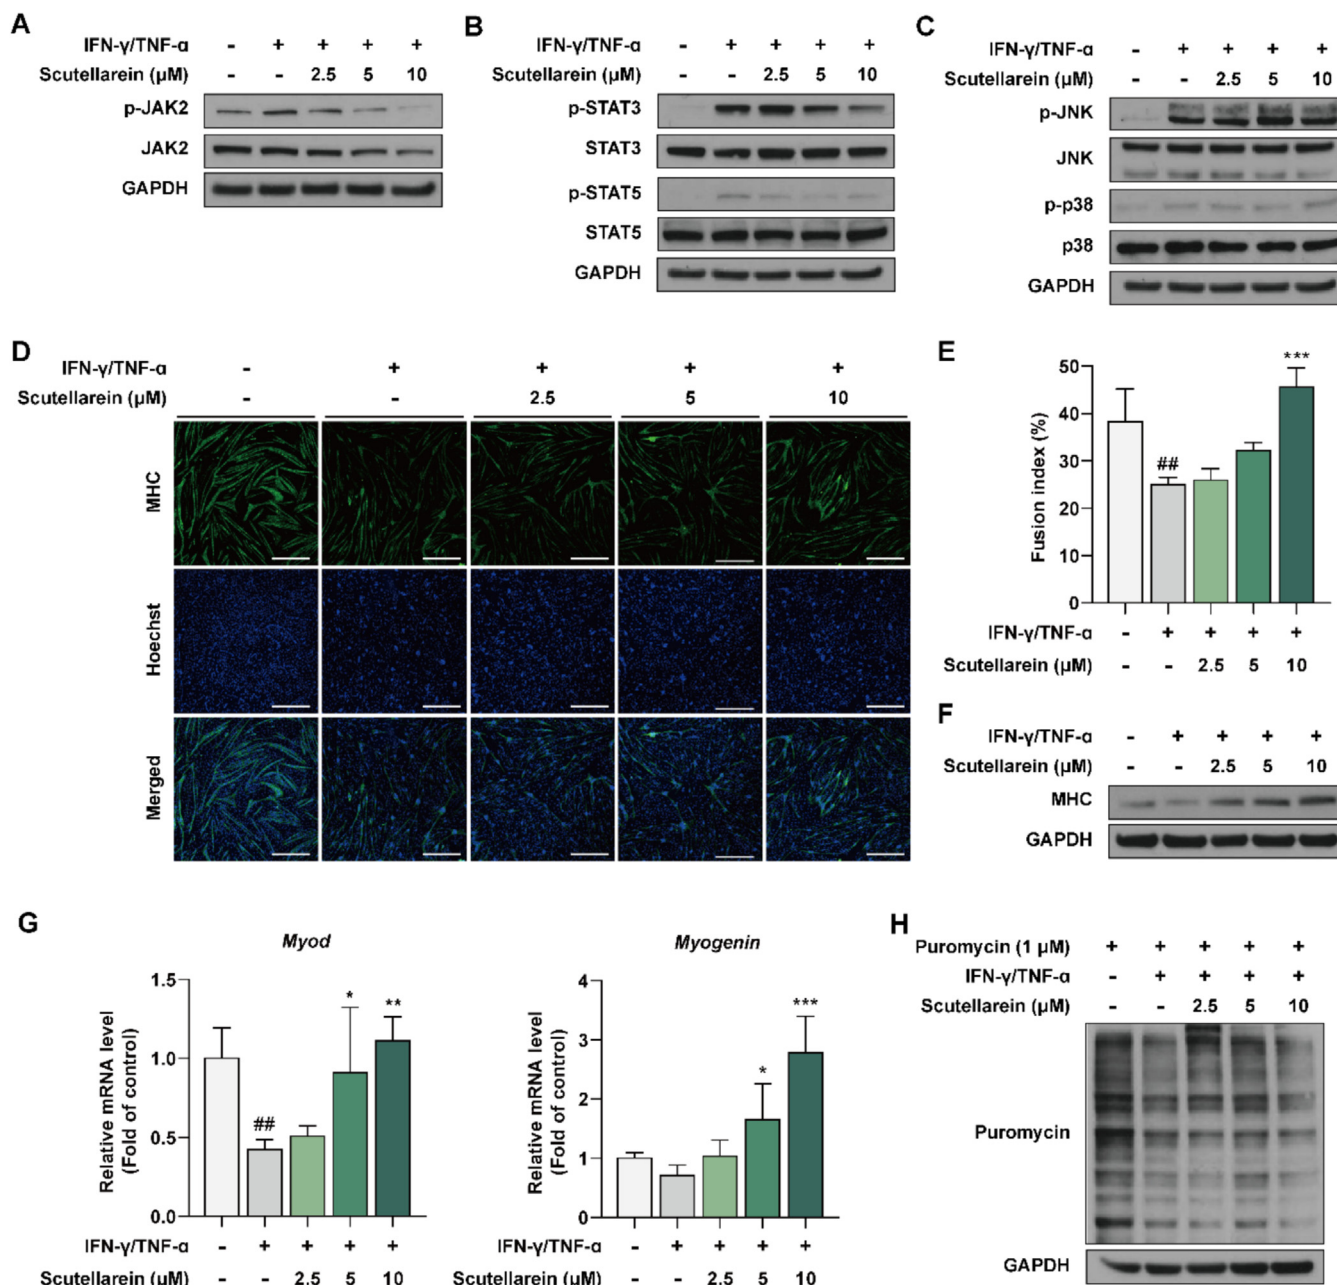 A
IFN-γ/TNF-α - + + + +
Scutellarein (µM) - - 2.5 5 10
p-JAK2
JAK2
GAPDH
B
IFN-γ/TNF-α - + + + +
Scutellarein (µM) - - 2.5 5 10
p-STAT3
STAT3
p-STAT5
STAT5
GAPDH
C
IFN-γ/TNF-α - + + + +
Scutellarein (µM) - - 2.5 5 10
p-JNK
JNK
p-p38
p38
GAPDH
D
IFN-γ/TNF-α - + + + +
Scutellarein (µM) - - 2.5 5 10
MHC
Hoechst
Merged
E
Fusion index (%)
50
40
30
20
10
0
##
***
IFN-γ/TNF-α - + + + +
Scutellarein (µM) - - 2.5 5 10
F
IFN-γ/TNF-α - + + + +
Scutellarein (µM) - - 2.5 5 10
MHC
GAPDH
G
Myod
Relative mRNA level
(Fold of control)
1.5
1.0
0.5
0.0
##
*
**
IFN-γ/TNF-α - + + + +
Scutellarein (µM) - - 2.5 5 10
Myogenin
Relative mRNA level
(Fold of control)
4
3
2
1
0
*
***
IFN-γ/TNF-α - + + + +
Scutellarein (µM) - - 2.5 5 10
H
Puromycin (1 µM) + + + + +
IFN-γ/TNF-α - + + + +
Scutellarein (µM) - - 2.5 5 10
Puromycin
GAPDH